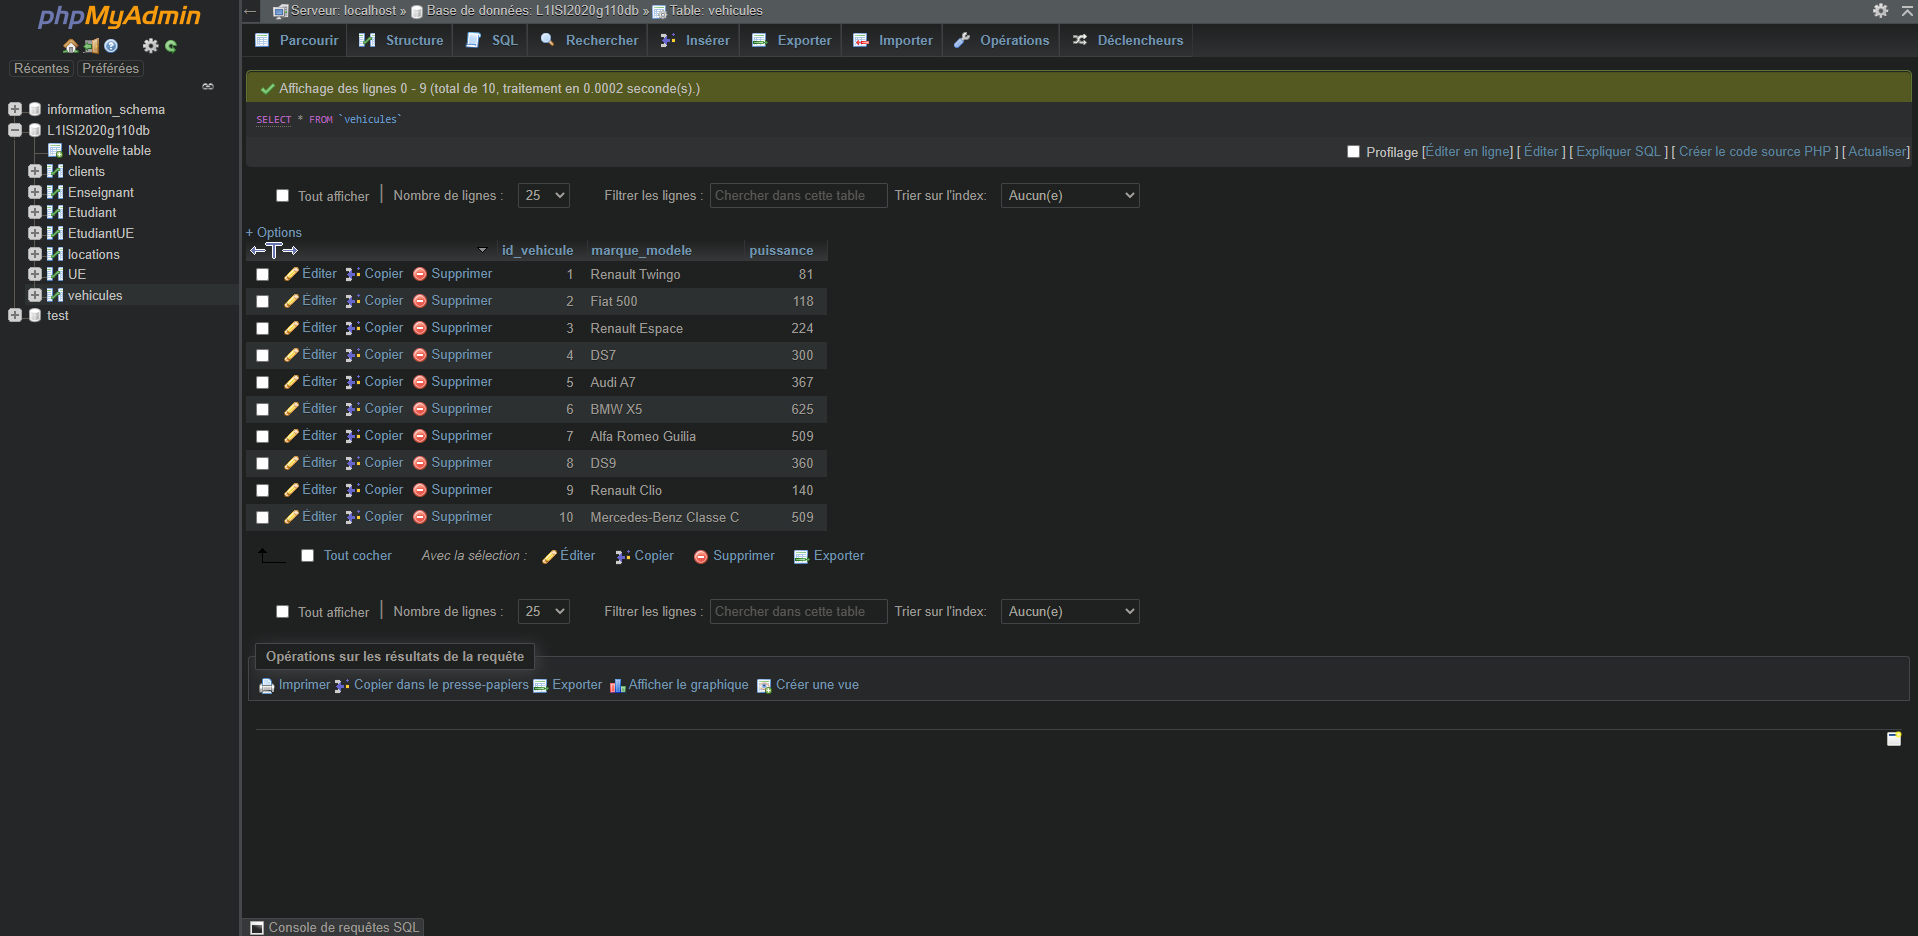 phpMyAdmin
Récentes Préférées
information_schema
L1ISI2020g110db
Nouvelle table
clients
Enseignant
Etudiant
EtudiantUE
locations
UE
vehicules
test
Serveur: localhost » Base de données: L1ISI2020g110db » Table: vehicules
Parcourir Structure SQL Rechercher Insérer Exporter Importer Opérations Déclencheurs
Affichage des lignes 0 - 9 (total de 10, traitement en 0.0002 seconde(s).)
SELECT * FROM `vehicules`
Profilage [Éditer en ligne] [ Éditer ] [ Expliquer SQL ] [ Créer le code source PHP ] [ Actualiser]
Tout afficher | Nombre de lignes : 25 Filtrer les lignes : Chercher dans cette table Trier sur l'index: Aucun(e)
+ Options
←T→ id_vehicule marque_modele puissance
Éditer Copier Supprimer 1 Renault Twingo 81
Éditer Copier Supprimer 2 Fiat 500 118
Éditer Copier Supprimer 3 Renault Espace 224
Éditer Copier Supprimer 4 DS7 300
Éditer Copier Supprimer 5 Audi A7 367
Éditer Copier Supprimer 6 BMW X5 625
Éditer Copier Supprimer 7 Alfa Romeo Guilia 509
Éditer Copier Supprimer 8 DS9 360
Éditer Copier Supprimer 9 Renault Clio 140
Éditer Copier Supprimer 10 Mercedes-Benz Classe C 509
Tout cocher Avec la sélection : Éditer Copier Supprimer Exporter
Tout afficher | Nombre de lignes : 25 Filtrer les lignes : Chercher dans cette table Trier sur l'index: Aucun(e)
Opérations sur les résultats de la requête
Imprimer Copier dans le presse-papiers Exporter Afficher le graphique Créer une vue
Console de requêtes SQL